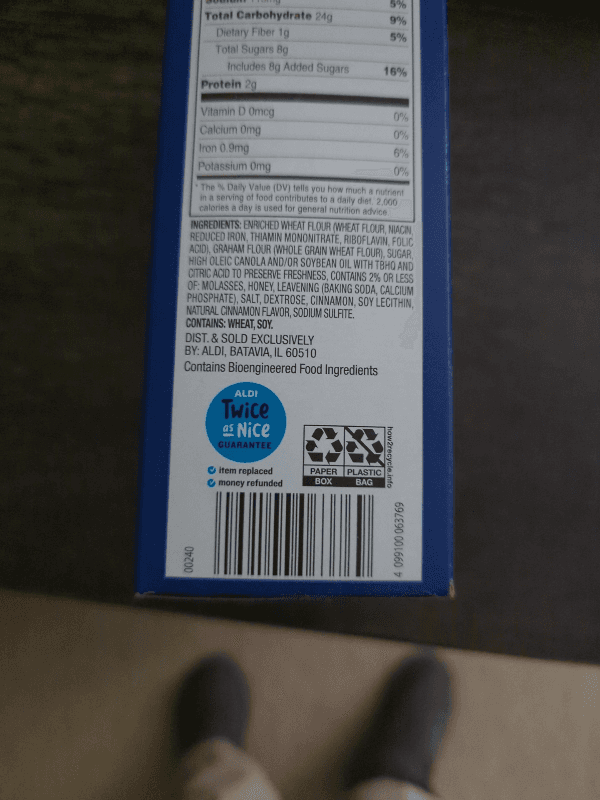 5%
Total Carbohydrate 24g 9%
Dietary Fiber 1g 5%
Total Sugars 8g
Includes 8g Added Sugars 16%
Protein 2g
Vitamin D 0mcg 0%
Calcium 0mg 0%
Iron 0.9mg 6%
Potassium 0mg 0%
* The % Daily Value (DV) tells you how much a nutrient
in a serving of food contributes to a daily diet. 2,000
calories a day is used for general nutrition advice.
INGREDIENTS: ENRICHED WHEAT FLOUR (WHEAT FLOUR, NIACIN,
REDUCED IRON, THIAMIN MONONITRATE, RIBOFLAVIN, FOLIC
ACID), GRAHAM FLOUR (WHOLE GRAIN WHEAT FLOUR), SUGAR,
HIGH OLEIC CANOLA AND/OR SOYBEAN OIL WITH TBHQ AND
CITRIC ACID TO PRESERVE FRESHNESS, CONTAINS 2% OR LESS
OF: MOLASSES, HONEY, LEAVENING (BAKING SODA, CALCIUM
PHOSPHATE), SALT, DEXTROSE, CINNAMON, SOY LECITHIN,
NATURAL CINNAMON FLAVOR, SODIUM SULFITE.
CONTAINS: WHEAT, SOY.
DIST. & SOLD EXCLUSIVELY
BY: ALDI, BATAVIA, IL 60510
Contains Bioengineered Food Ingredients
ALDI
Twice
as Nice
GUARANTEE
item replaced
money refunded
PAPER PLASTIC
BOX BAG
how2recycle.info
00240
4 099100 063769